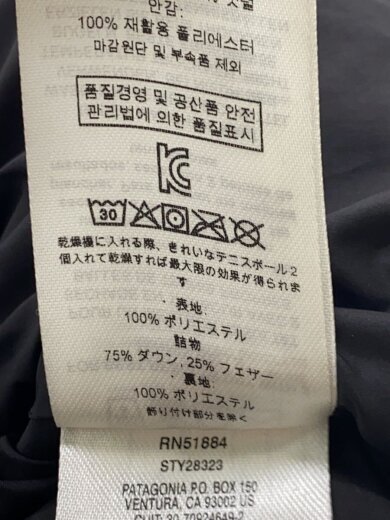 안감:
100% 재활용 폴리에스터
마감원단 및 부속품 제외
품질경영 및 공산품 안전
관리법에 의한 품질표시
30
乾燥機に入れる際、きれいなテニスボール2
個入れて乾燥すれば最大限の効果が得られま
す
・表地:
100% ポリエステル
詰物
75% ダウン, 25% フェザー
・裏地:
100% ポリエステル
飾り付け部分を除く
RN51884
STY28323
PATAGONIA P.O. BOX 150
VENTURA, CA 93002 US
CUIT: 30-70924649-2